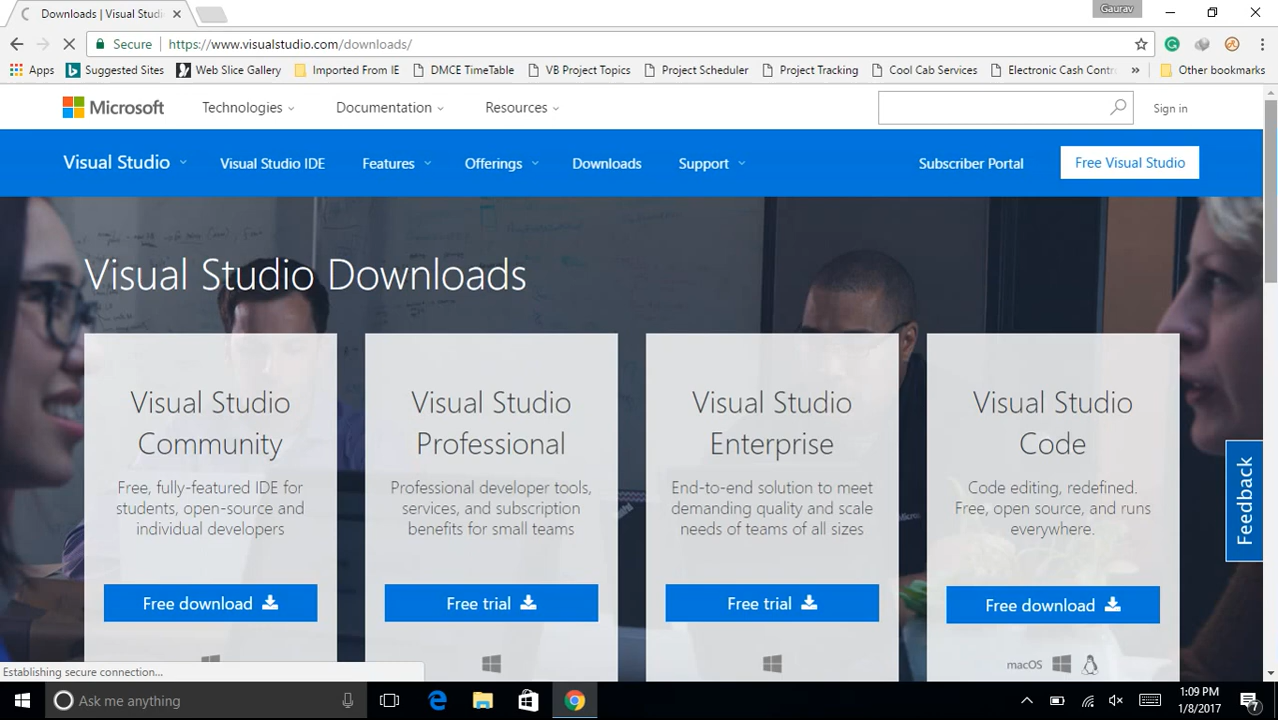 Downloads | Visual Studi
Gaurav
Secure https://www.visualstudio.com/downloads/
Apps Suggested Sites Web Slice Gallery Imported From IE DMCE TimeTable VB Project Topics Project Scheduler Project Tracking Cool Cab Services Electronic Cash Contr » Other bookmarks
Microsoft Technologies Documentation Resources Sign in
Visual Studio Visual Studio IDE Features Offerings Downloads Support Subscriber Portal Free Visual Studio
Visual Studio Downloads
Visual Studio
Community
Free, fully-featured IDE for
students, open-source and
individual developers
Free download
Visual Studio
Professional
Professional developer tools,
services, and subscription
benefits for small teams
Free trial
Visual Studio
Enterprise
End-to-end solution to meet
demanding quality and scale
needs of teams of all sizes
Free trial
Visual Studio
Code
Code editing, redefined.
Free, open source, and runs
everywhere.
Free download
macOS
Feedback
Establishing secure connection...
Ask me anything
1:09 PM
1/8/2017
7